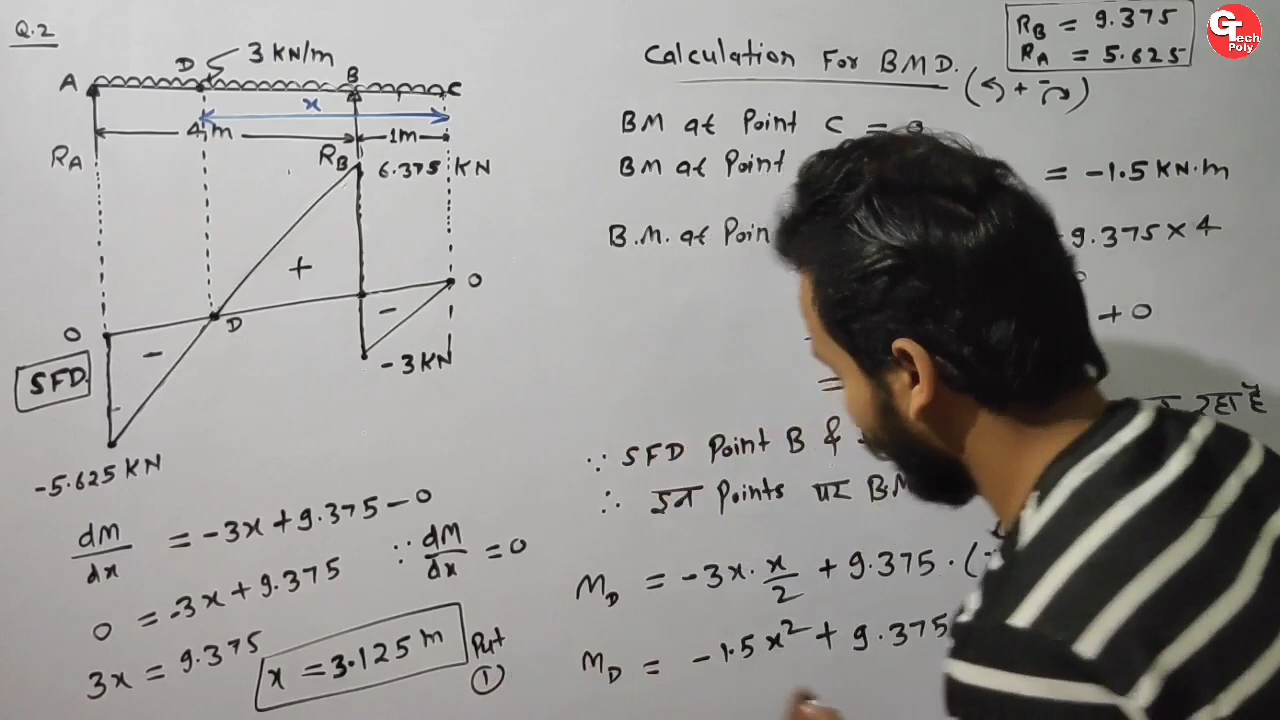 Q.2
3 KN/m
A D B C
x
4 m 1m
RA RB 6.375 KN
+
0 D - 0
-
SFD
-3 KN
-5.625 KN
dM/dx = -3x + 9.375 - 0
0 = -3x + 9.375 ∵ dM/dx = 0
3x = 9.375
x = 3.125 m Put ①
RB = 9.375
RA = 5.625
GTech Poly
Calculation For BMD. (↶ + - ↷)
BM at Point C = 0
BM at Point = -1.5 KN.m
B.M. at Poin 9.375 × 4
+ 0
=
रहा है
∵ SFD Point B &
∴ इन Points पर BM
MD = -3x · x/2 + 9.375 · (
MD = -1.5 x² + 9.375